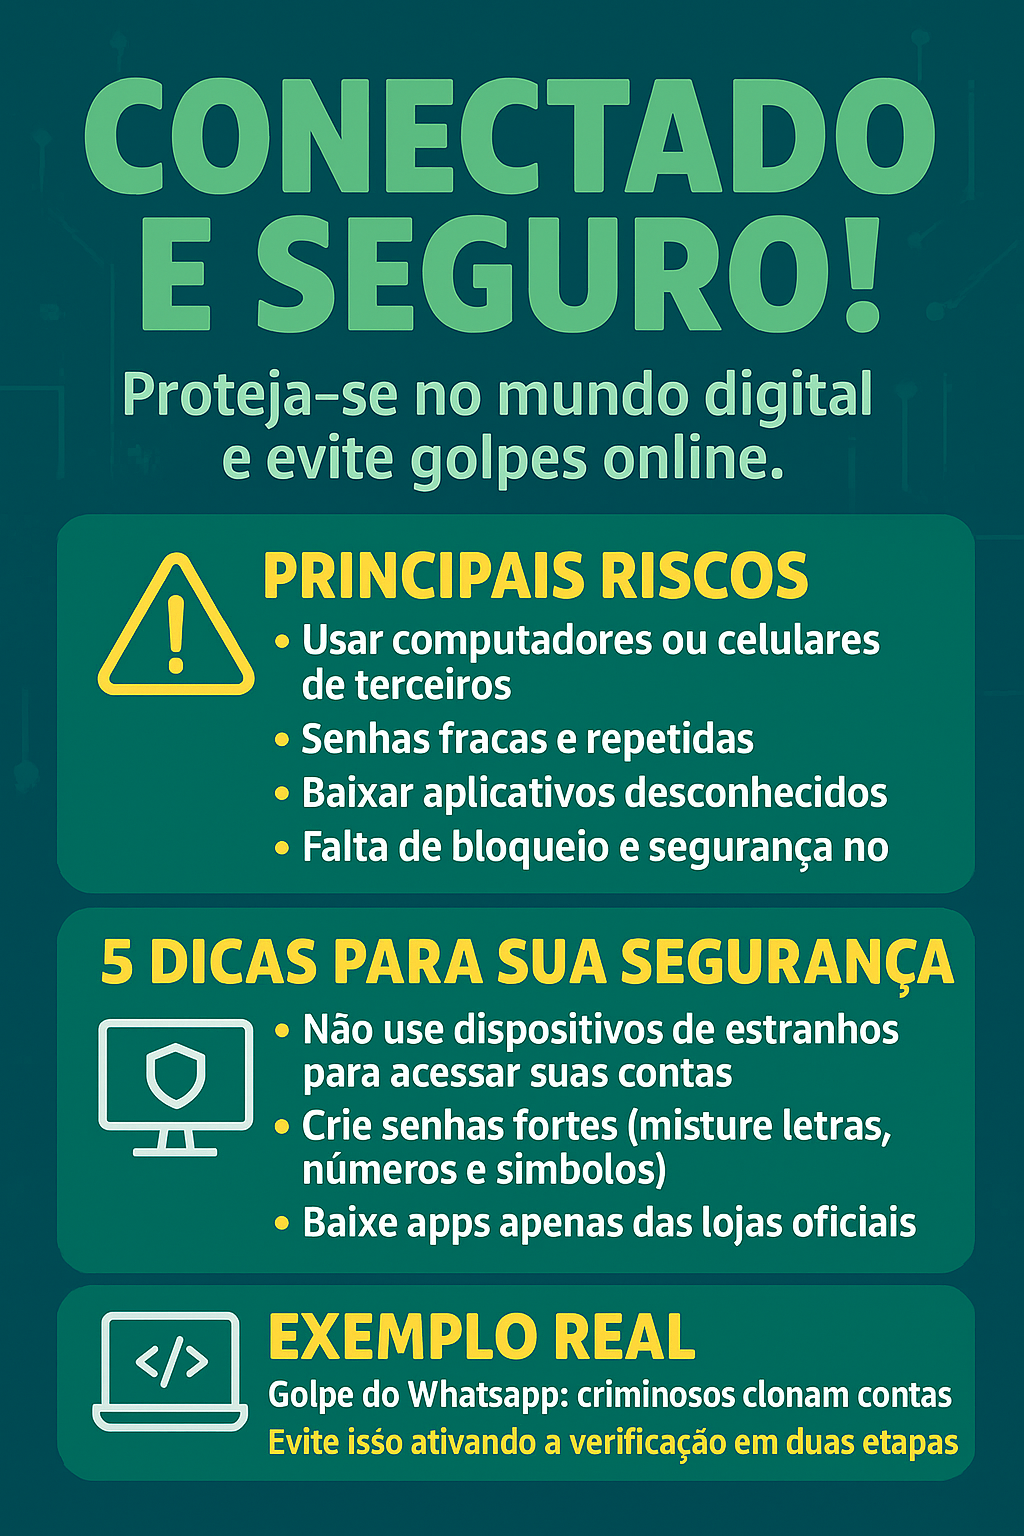 CONECTADO
E SEGURO!
Proteja-se no mundo digital
e evite golpes online.
PRINCIPAIS RISCOS
• Usar computadores ou celulares
de terceiros
• Senhas fracas e repetidas
• Baixar aplicativos desconhecidos
• Falta de bloqueio e segurança no
5 DICAS PARA SUA SEGURANÇA
• Não use dispositivos de estranhos
para acessar suas contas
• Crie senhas fortes (misture letras,
números e simbolos)
• Baixe apps apenas das lojas oficiais
</>
EXEMPLO REAL
Golpe do Whatsapp: criminosos clonam contas
Evite isśo ativando a verificação em duas etapas